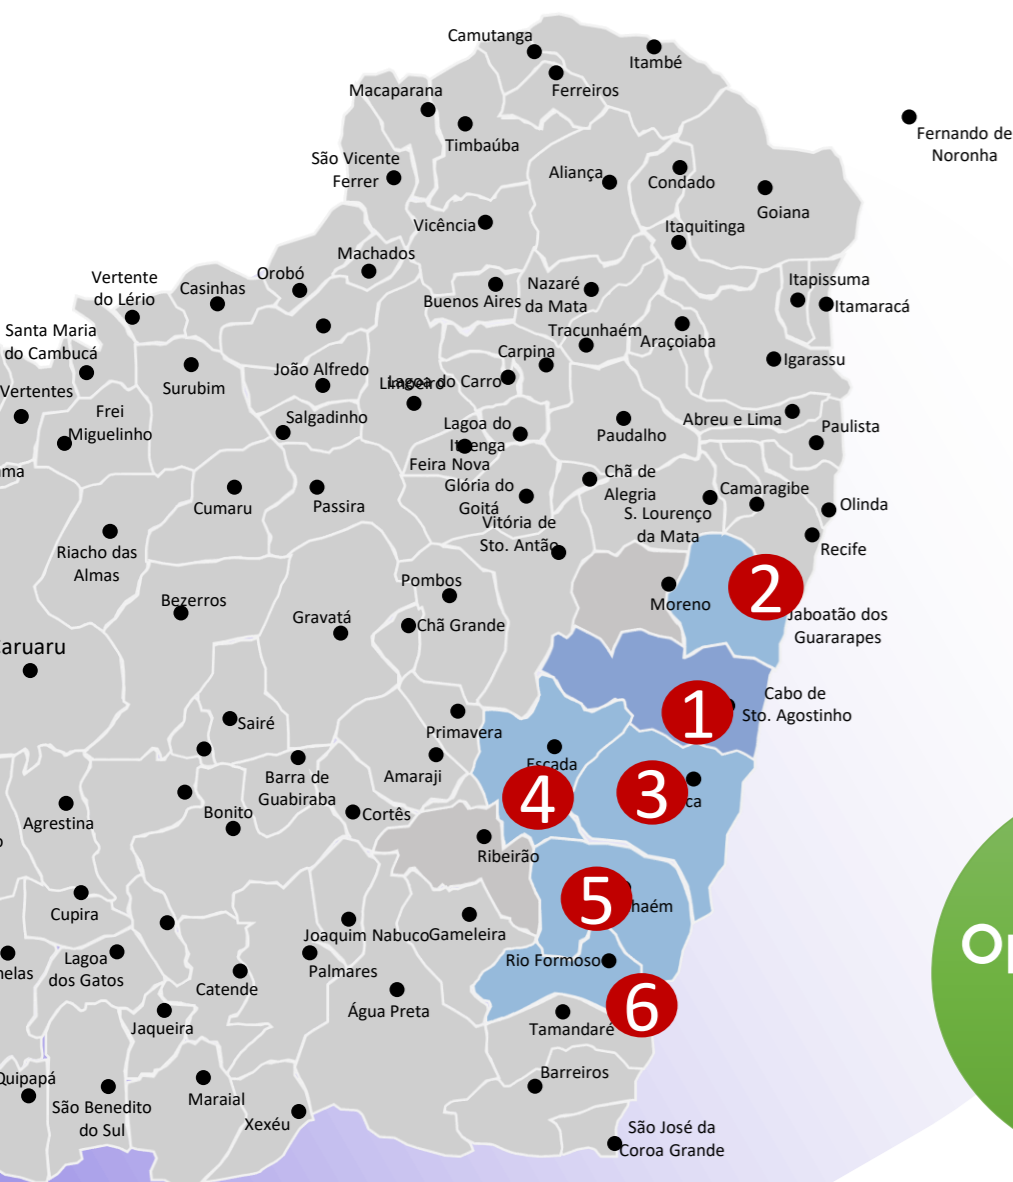 Camutanga
Itambé
Ferreiros
Macaparana
Fernando de
Noronha
Timbaúba
São Vicente
Ferrer
Aliança
Condado
Goiana
Vicência
Itaquitinga
Machados
Orobó
Vertente
do Lério
Casinhas
Nazaré
da Mata
Buenos Aires
Itapissuma
Itamaracá
Santa Maria
do Cambucá
Tracunhaém
Araçoiaba
Carpina
Igarassu
João Alfredo
Limoeiro
Lagoa do Carro
Surubim
Vertentes
Frei
Miguelinho
Salgadinho
Lagoa do
Itaenga
Paudalho
Abreu e Lima
Paulista
ma
Feira Nova
Chã de
Alegria
Glória do
Goitá
Camaragibe
Cumaru
Passira
S. Lourenço
da Mata
Olinda
Vitória de
Sto. Antão
Recife
Riacho das
Almas
Pombos
Bezerros
Moreno
2
Jaboatão dos
Guararapes
Gravatá
Chã Grande
aruaru
Cabo de
Sto. Agostinho
1
Sairé
Primavera
Escada
Barra de
Guabiraba
Amaraji
4
3
ca
Agrestina
Bonito
Cortês
Ribeirão
5
haém
Cupira
Joaquim Nabuco
Gameleira
O
Rio Formoso
nelas
Lagoa
dos Gatos
Palmares
Catende
6
Água Preta
Jaqueira
Tamandaré
Quipapá
Barreiros
São Benedito
do Sul
Maraial
Xexéu
São José da
Coroa Grande